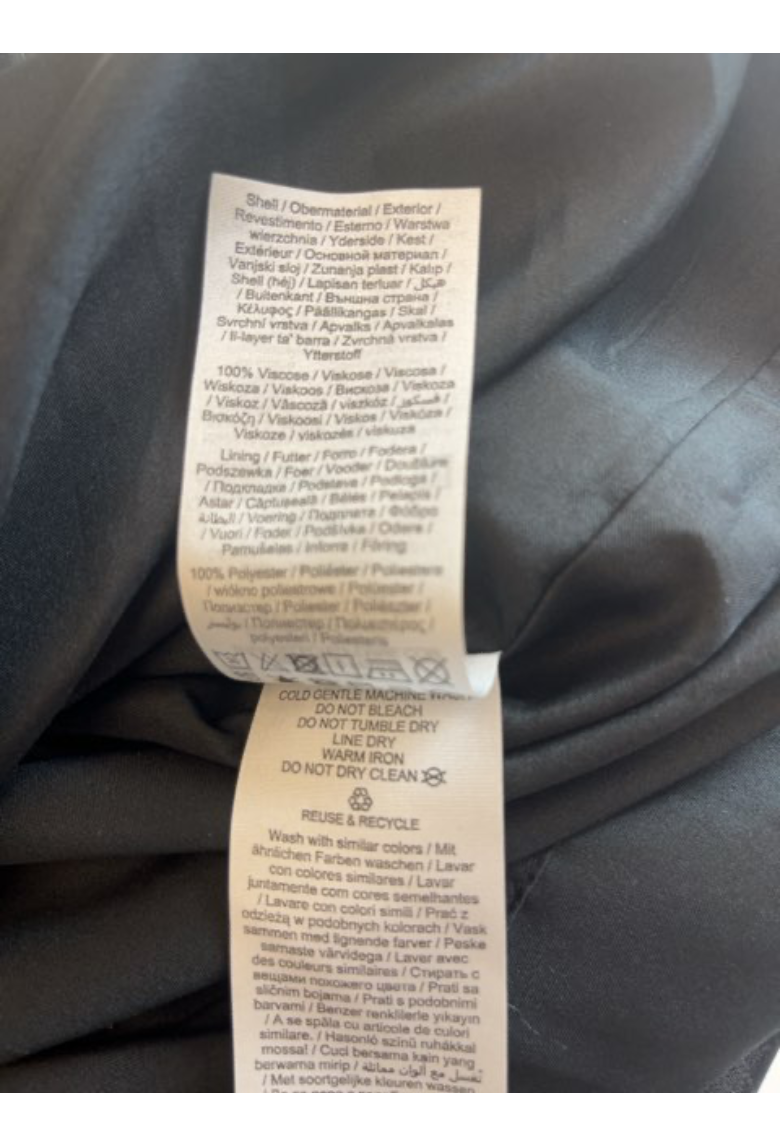 Shell / Obermaterial / Exterior /
Revestimento / Esterno / Warstwa
wierzchnia / Yderside / Kest /
Extérieur / Основной материал /
Vanjski sloj / Zunanja plast / Kalıp /
Shell (héj) / Lapisan terluar / هيكل
/ Buitenkant / Външна страна /
Κέλυφος / Päällikangas / Skal /
Svrchní vrstva / Apvalks / Apvalkalas
/ Il-layer ta' barra / Zvrchná vrstva /
Ytterstoff
100% Viscose / Viskose / Viscosa /
Wiskoza / Viskoos / Вискоза / Viskoza
/ Viskoz / Vâscoză / viszkóz / فسكوز /
Βισκόζη / Viskoosi / Viskos / Viskóza /
Viskoze / viskozės / viskuża
Lining / Futter / Forro / Fodera /
Podszewka / Foer / Vooder / Doublure
/ Подкладка / Podstava / Podloga /
Astar / Căptuşeală / Bélés / Pelapis /
البطانة / Voering / Подплата / Φόδρα
/ Vuori / Foder / Podšívka / Odere /
Pamušalas / Inforra / Fôring
100% Polyester / Poliéster / Poliestere
/ włókno poliestrowe / Polüester /
Полиэстер / Poliester / Poliészter /
بوليستر / Полиестер / Πολυεστέρας /
polyesteri / Poliesteris
COLD GENTLE MACHINE WASH
DO NOT BLEACH
DO NOT TUMBLE DRY
LINE DRY
WARM IRON
DO NOT DRY CLEAN
REUSE & RECYCLE
Wash with similar colors / Mit
ähnlichen Farben waschen / Lavar
con colores similares / Lavar
juntamente com cores semelhantes
/ Lavare con colori simili / Prać z
odzieżą w podobnych kolorach / Vask
sammen med lignende farver / Peske
samaste värvidega / Laver avec
des couleurs similaires / Стирать с
вещами похожего цвета / Prati sa
sličnim bojama / Prati s podobnimi
barvami / Benzer renklilerle yıkayın
/ A se spăla cu articole de culori
similare. / Hasonló színű ruhákkal
mossa! / Cuci bersama kain yang
berwarna mirip / تُغسل مع ألوان مماثلة
/ Met soortgelijke kleuren wassen